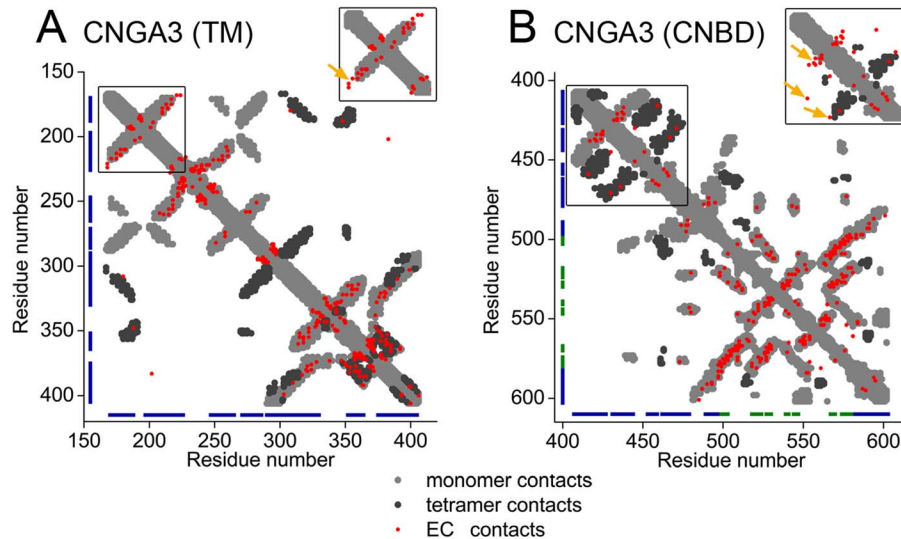 A CNGA3 (TM)
150
200
250
300
350
400
Residue number
150 200 250 300 350 400
Residue number
B CNGA3 (CNBD)
400
450
500
550
600
Residue number
400 450 500 550 600
Residue number
monomer contacts
tetramer contacts
EC contacts